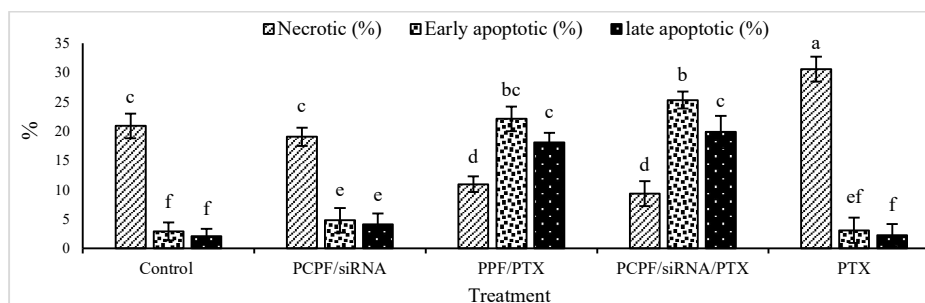 Necrotic (%) Early apoptotic (%) late apoptotic (%)
35
30
25
20
15
10
5
0
%
c f f c e e d bc c d b c a ef f
Control PCPF/siRNA PPF/PTX PCPF/siRNA/PTX PTX
Treatment